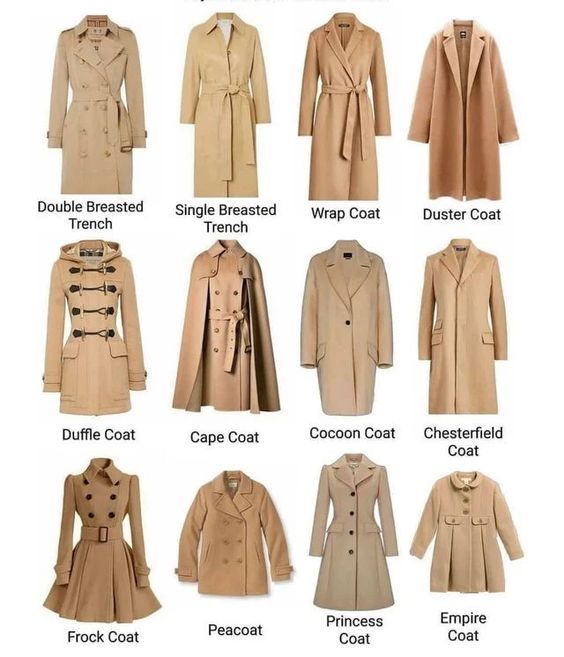 Double Breasted
Trench
Single Breasted
Trench
Wrap Coat
Duster Coat
Duffle Coat
Cape Coat
Cocoon Coat
Chesterfield
Coat
Frock Coat
Peacoat
Princess
Coat
Empire
Coat